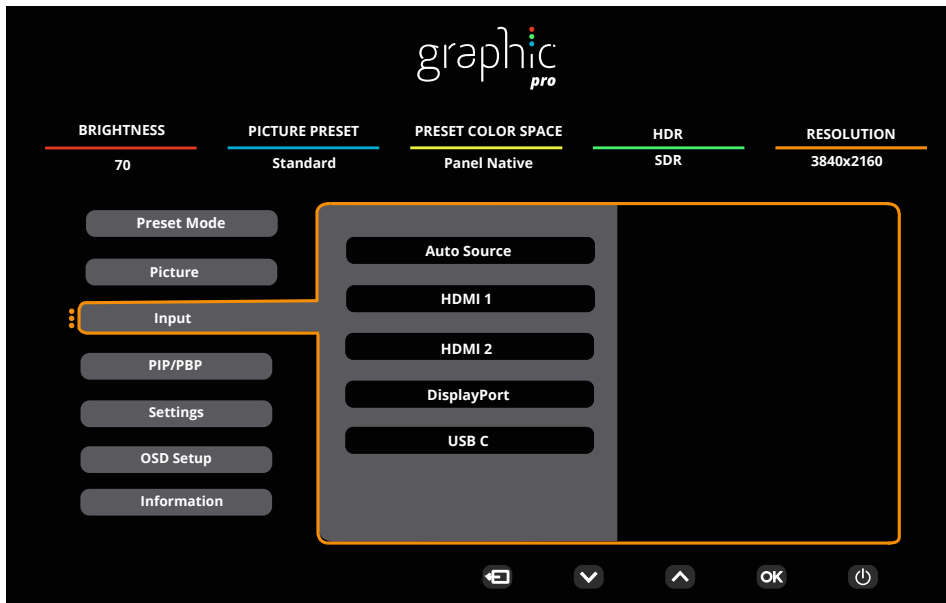 graphic
pro
BRIGHTNESS
PICTURE PRESET
PRESET COLOR SPACE
HDR
RESOLUTION
70
Standard
Panel Native
SDR
3840x2160
Preset Mode
Picture
Input
PIP/PBP
Settings
OSD Setup
Information
Auto Source
HDMI 1
HDMI 2
DisplayPort
USB C
OK